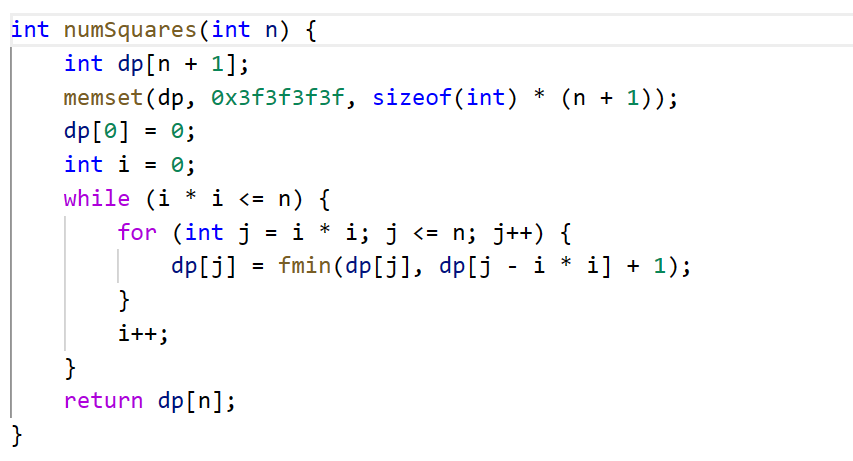 int numSquares(int n) {
    int dp[n + 1];
    memset(dp, 0x3f3f3f3f, sizeof(int) * (n + 1));
    dp[0] = 0;
    int i = 0;
    while (i * i <= n) {
        for (int j = i * i; j <= n; j++) {
            dp[j] = fmin(dp[j], dp[j - i * i] + 1);
        }
        i++;
    }
    return dp[n];
}